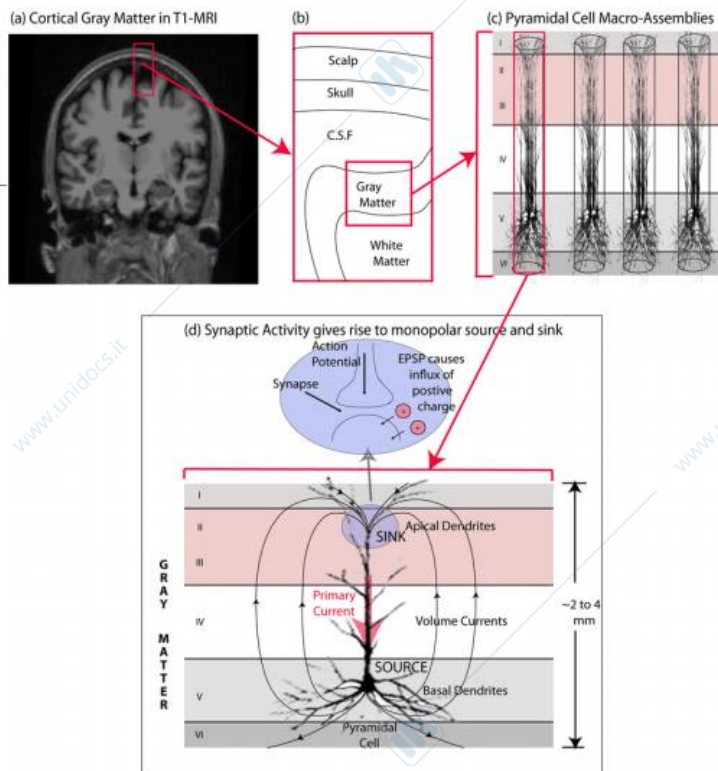 (a) Cortical Gray Matter in T1-MRI
(b)
Scalp
Skull
C.S.F
Gray
Matter
White
Matter
(c) Pyramidal Cell Macro-Assemblies
I
II
III
IV
V
VI
(d) Synaptic Activity gives rise to monopolar source and sink
Action
Potential
Synapse
EPSP causes
influx of
postive
charge
+
+
I
II
III
IV
V
VI
GRAY MATTER
SINK
Apical Dendrites
Primary
Current
Volume Currents
SOURCE
Basal Dendrites
Pyramidal
Cell
~2 to 4
mm
www.unidocs.it
www.